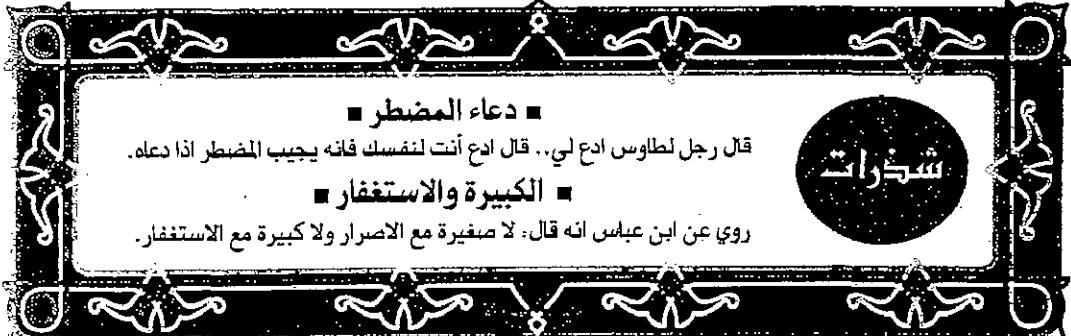 شذرات
■ دعاء المضطر ■
قال رجل لطاوس ادع لي.. قال ادع أنت لنفسك فانه يجيب المضطر اذا دعاه.
■ الكبيرة والاستغفار ■
روي عن ابن عباس انه قال: لا صغيرة مع الاصرار ولا كبيرة مع الاستغفار.